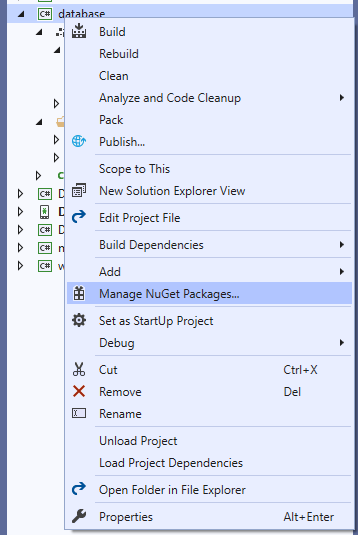 C# database
Build
Rebuild
Clean
Analyze and Code Cleanup
Pack
Publish...
Scope to This
New Solution Explorer View
Edit Project File
Build Dependencies
Add
Manage NuGet Packages...
Set as StartUp Project
Debug
Cut Ctrl+X
Remove Del
Rename
Unload Project
Load Project Dependencies
Open Folder in File Explorer
Properties Alt+Enter
C# D
D
C# D
C# n
C# w